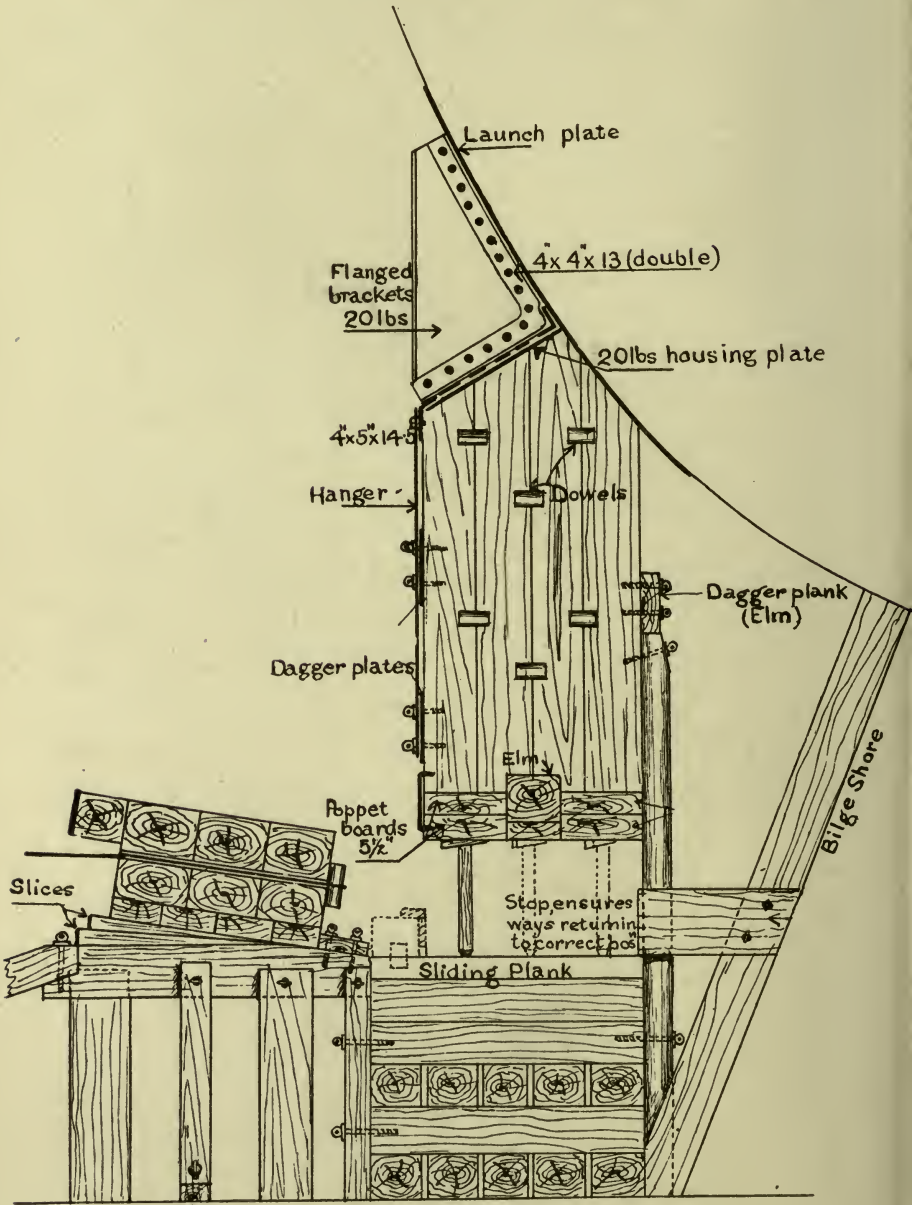 Launch plate
4"x 4"x 13 (double)
Flanged
brackets
20lbs
20lbs housing plate
4"x5"x14·5
Hanger
Dowels
Dagger plank
(Elm)
Dagger plates
Elm
Poppet
boards
5½"
Bilge Shore
Slices
Stop, ensures
ways returnin
to correct posn
Sliding Plank